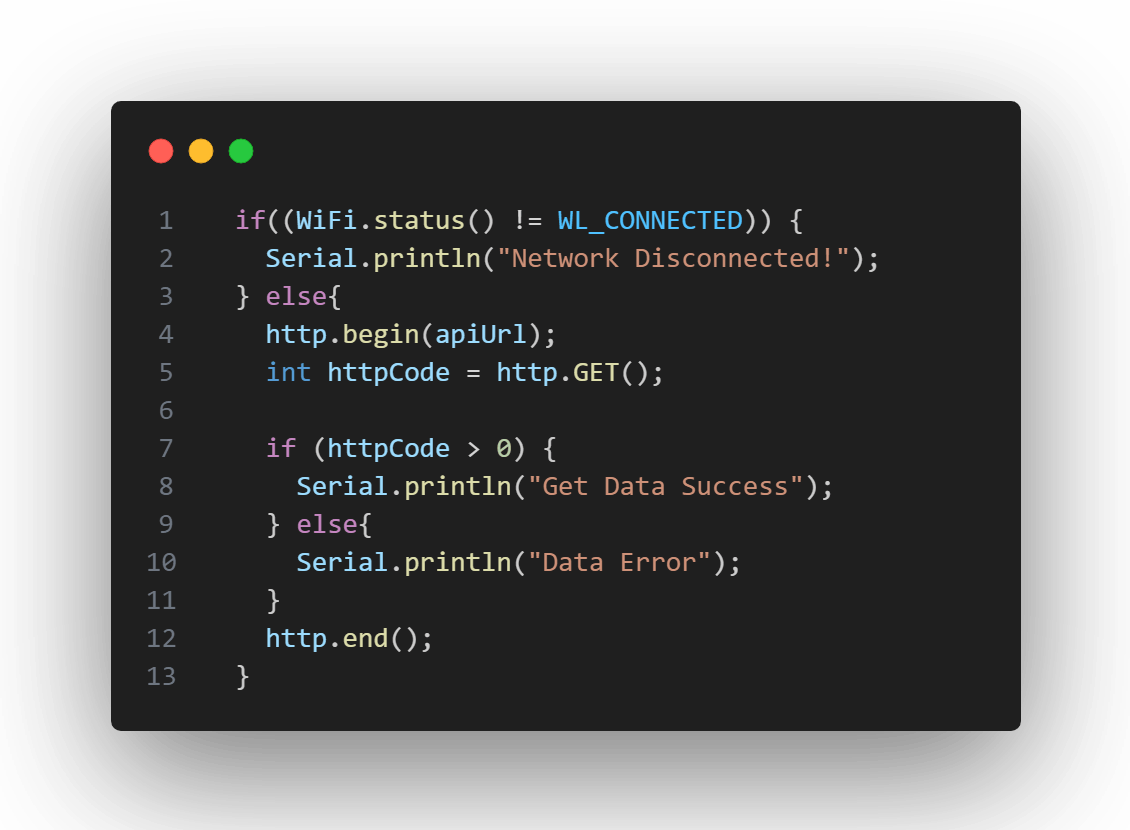 1 if((WiFi.status() != WL_CONNECTED)) {
2 Serial.println("Network Disconnected!");
3 } else{
4 http.begin(apiUrl);
5 int httpCode = http.GET();
6
7 if (httpCode > 0) {
8 Serial.println("Get Data Success");
9 } else{
10 Serial.println("Data Error");
11 }
12 http.end();
13 }